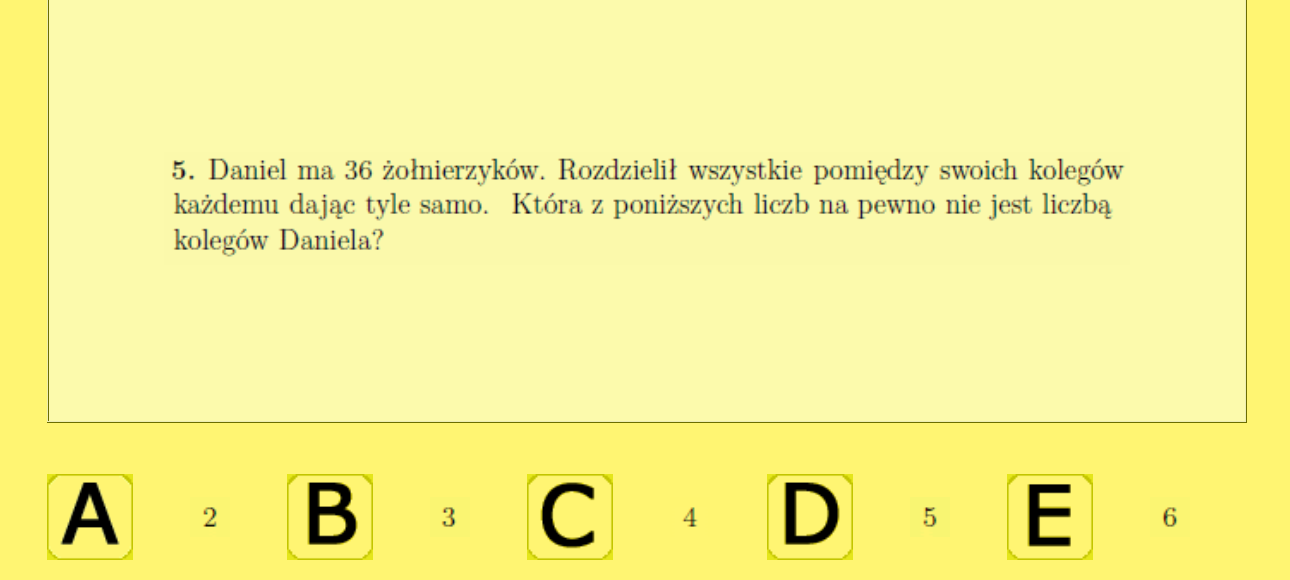 5. Daniel ma 36 żołnierzyków. Rozdzielił wszystkie pomiędzy swoich kolegów
każdemu dając tyle samo. Która z poniższych liczb na pewno nie jest liczbą
kolegów Daniela?
A 2 B 3 C 4 D 5 E 6